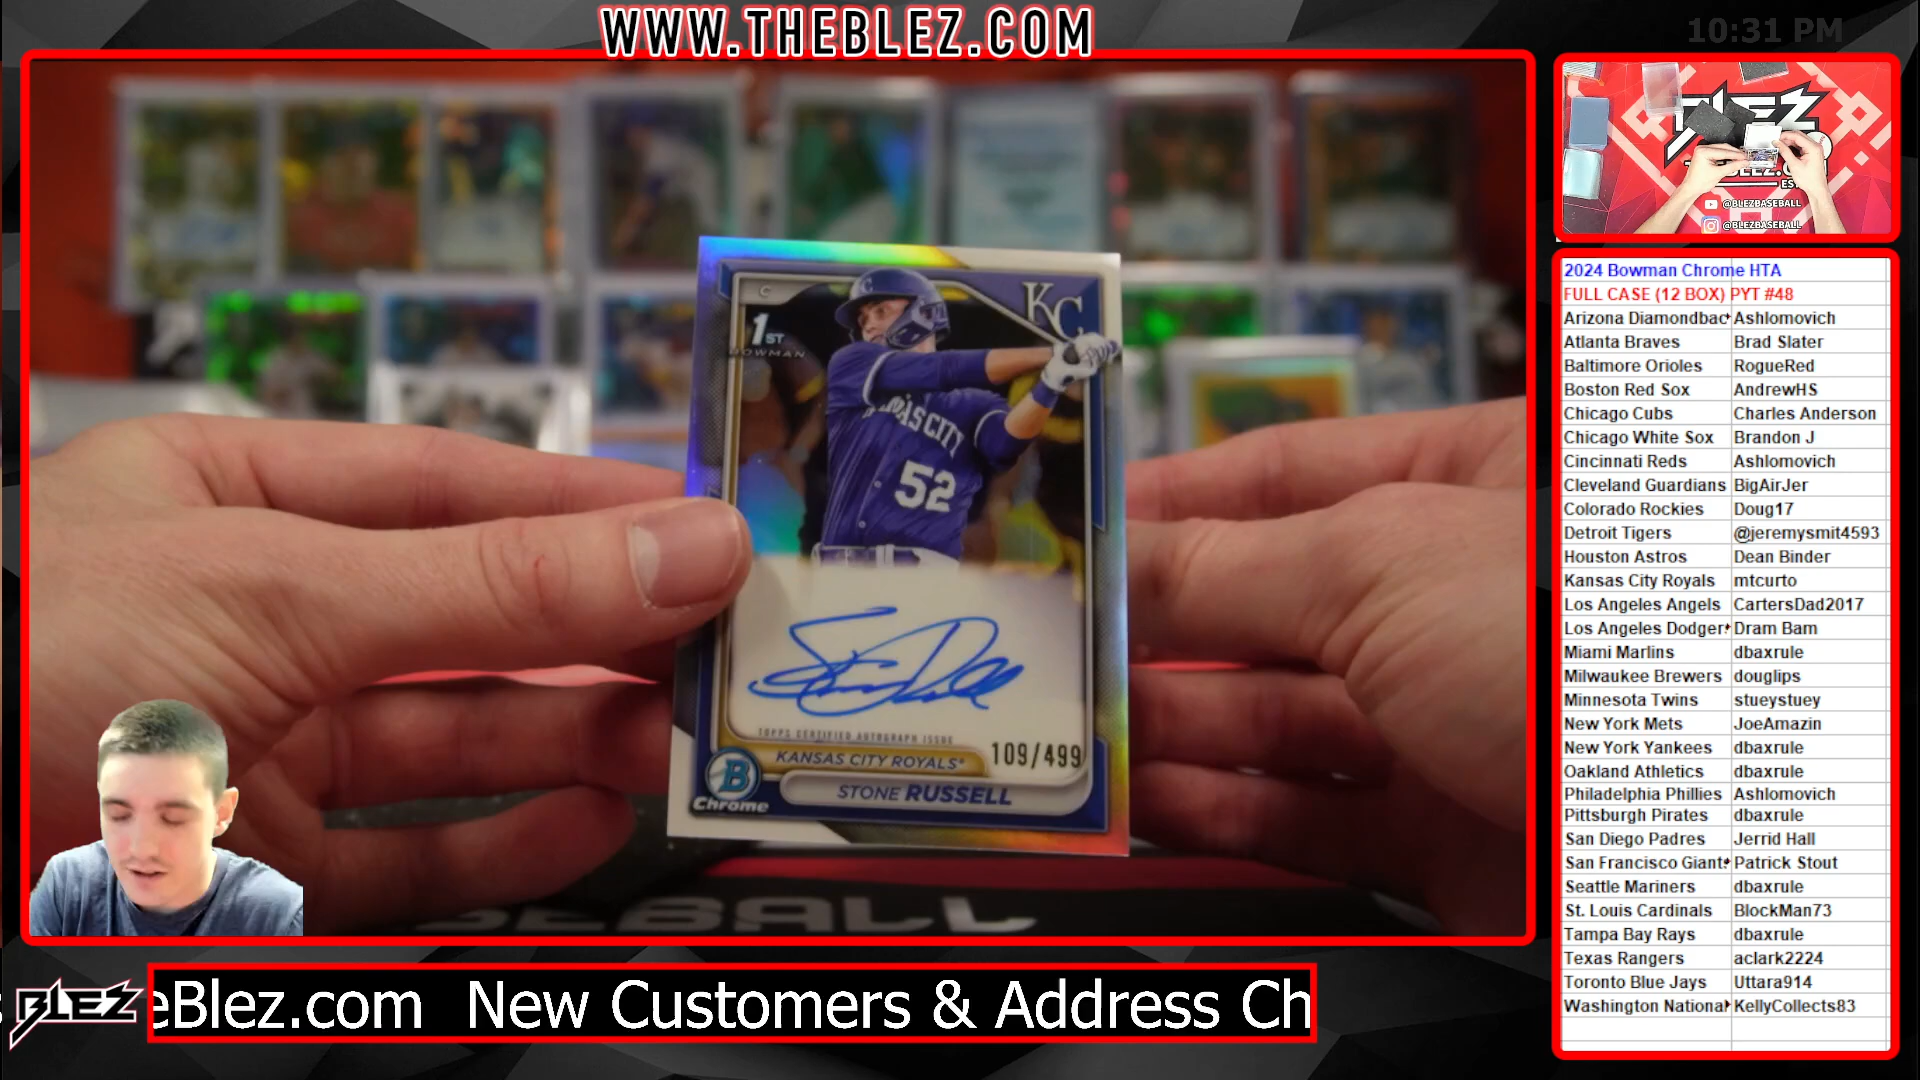 WWW.THEBLEZ.COM
10:31 PM
C
1ST
BOWMAN
KC
52
TOPPS CERTIFIED AUTOGRAPH ISSUE
109/499
KANSAS CITY ROYALS
B
Chrome
STONE RUSSELL
BLEZ
@BLEZBASEBALL
@BLEZBASEBALL
2024 Bowman Chrome HTA
FULL CASE (12 BOX) PYT #48
Arizona Diamondbac Ashlomovich
Atlanta Braves Brad Slater
Baltimore Orioles RogueRed
Boston Red Sox AndrewHS
Chicago Cubs Charles Anderson
Chicago White Sox Brandon J
Cincinnati Reds Ashlomovich
Cleveland Guardians BigAirJer
Colorado Rockies Doug17
Detroit Tigers @jeremysmit4593
Houston Astros Dean Binder
Kansas City Royals mtcurto
Los Angeles Angels CartersDad2017
Los Angeles Dodger Dram Bam
Miami Marlins dbaxrule
Milwaukee Brewers douglips
Minnesota Twins stueystuey
New York Mets JoeAmazin
New York Yankees dbaxrule
Oakland Athletics dbaxrule
Philadelphia Phillies Ashlomovich
Pittsburgh Pirates dbaxrule
San Diego Padres Jerrid Hall
San Francisco Giant Patrick Stout
Seattle Mariners dbaxrule
St. Louis Cardinals BlockMan73
Tampa Bay Rays dbaxrule
Texas Rangers aclark2224
Toronto Blue Jays Uttara914
Washington National KellyCollects83
BLEZ
eBlez.com New Customers & Address Ch